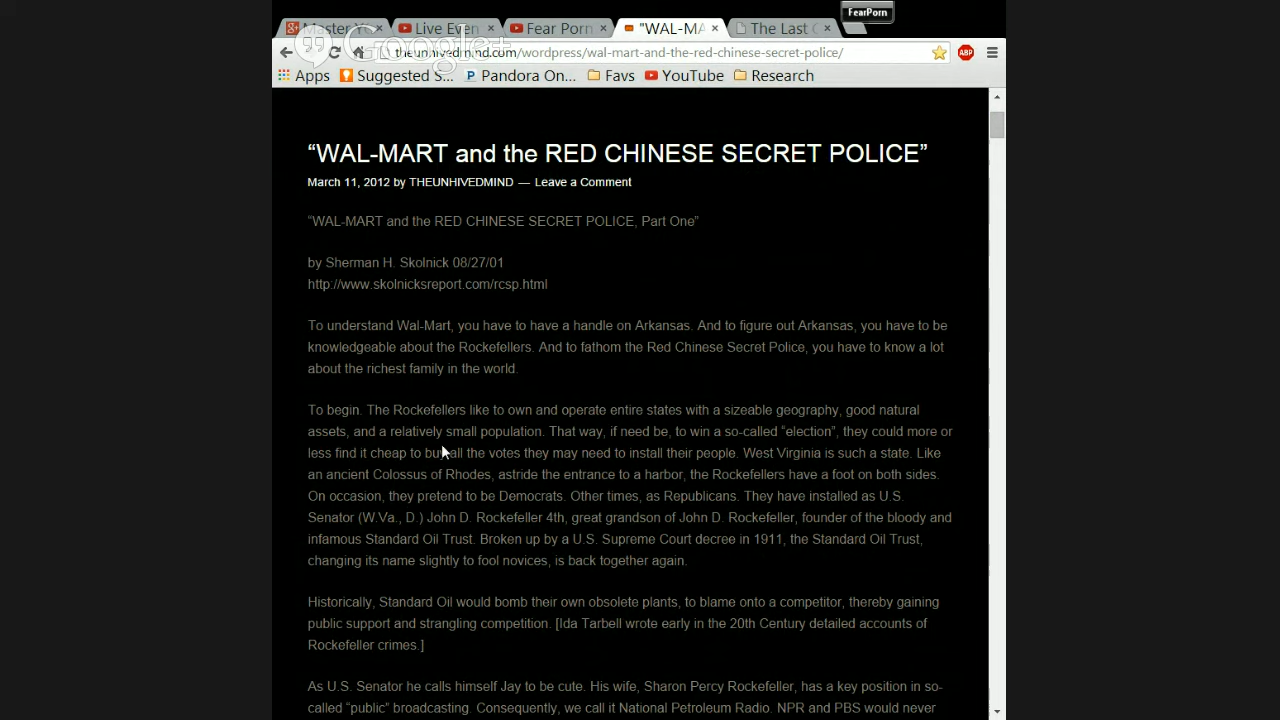 FearPorn
Master Y
Live Even
Fear Porn
"WAL-MA
The Last C
Google+
theunhivedmind.com/wordpress/wal-mart-and-the-red-chinese-secret-police/
ABP
Apps Suggested S... Pandora On... Favs YouTube Research
“WAL-MART and the RED CHINESE SECRET POLICE”
March 11, 2012 by THEUNHIVEDMIND — Leave a Comment
“WAL-MART and the RED CHINESE SECRET POLICE, Part One”
by Sherman H. Skolnick 08/27/01
http://www.skolnicksreport.com/rcsp.html
To understand Wal-Mart, you have to have a handle on Arkansas. And to figure out Arkansas, you have to be
knowledgeable about the Rockefellers. And to fathom the Red Chinese Secret Police, you have to know a lot
about the richest family in the world.
To begin. The Rockefellers like to own and operate entire states with a sizeable geography, good natural
assets, and a relatively small population. That way, if need be, to win a so-called “election”, they could more or
less find it cheap to buy all the votes they may need to install their people. West Virginia is such a state. Like
an ancient Colossus of Rhodes, astride the entrance to a harbor, the Rockefellers have a foot on both sides.
On occasion, they pretend to be Democrats. Other times, as Republicans. They have installed as U.S.
Senator (W.Va., D.) John D. Rockefeller 4th, great grandson of John D. Rockefeller, founder of the bloody and
infamous Standard Oil Trust. Broken up by a U.S. Supreme Court decree in 1911, the Standard Oil Trust,
changing its name slightly to fool novices, is back together again.
Historically, Standard Oil would bomb their own obsolete plants, to blame onto a competitor, thereby gaining
public support and strangling competition. [Ida Tarbell wrote early in the 20th Century detailed accounts of
Rockefeller crimes.]
As U.S. Senator he calls himself Jay to be cute. His wife, Sharon Percy Rockefeller, has a key position in so-
called “public” broadcasting. Consequently, we call it National Petroleum Radio. NPR and PBS would never